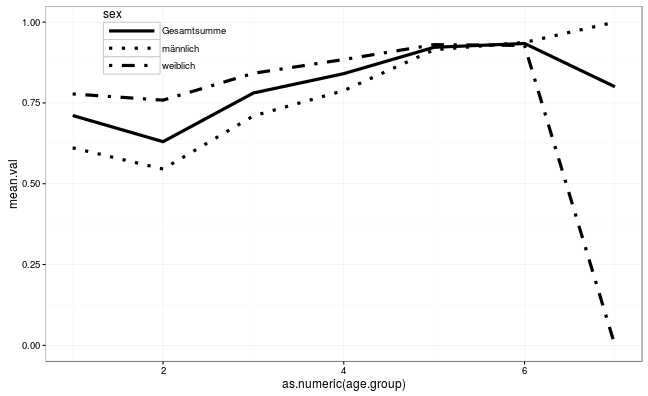 sex
Gesamtsumme
männlich
weiblich
1.00
0.75
0.50
0.25
0.00
mean.val
2 4 6
as.numeric(age.group)